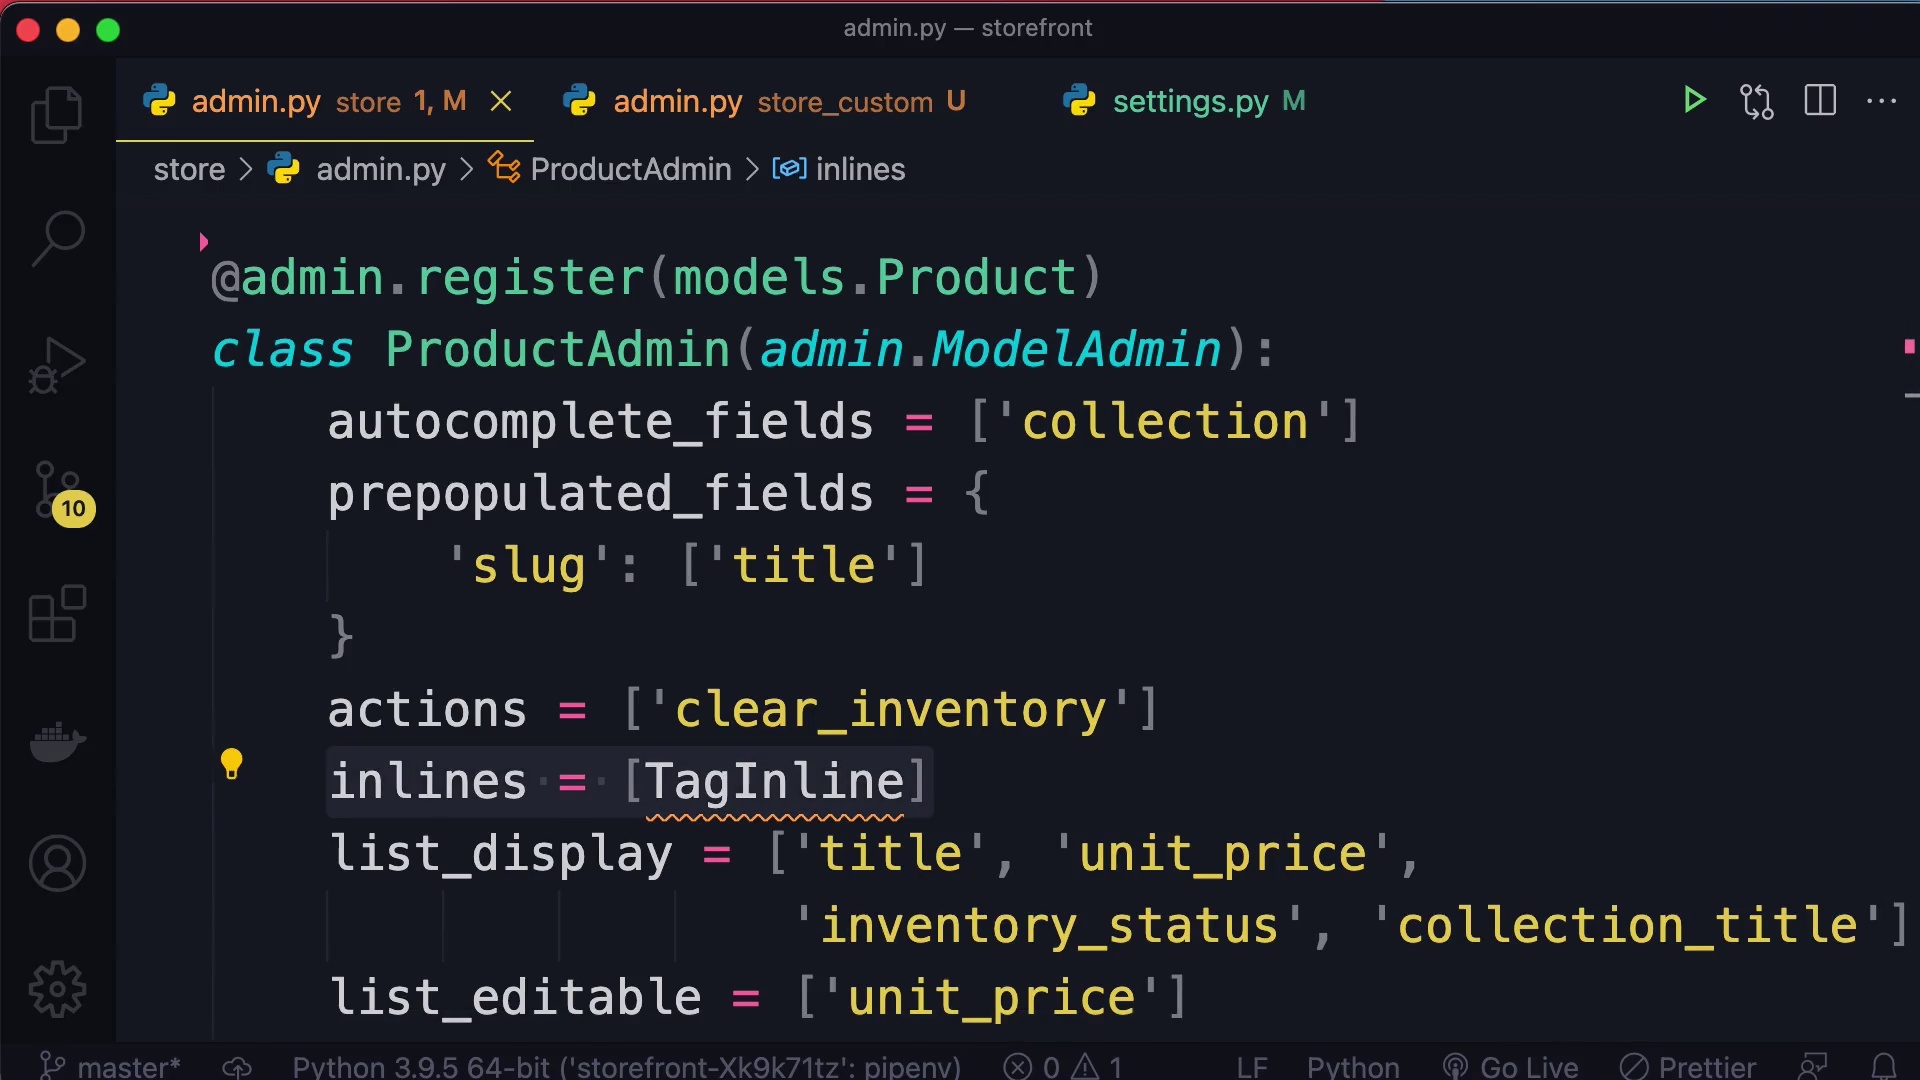 admin.py — storefront
admin.py store 1, M
admin.py store_custom U
settings.py M
store > admin.py > ProductAdmin > inlines
@admin.register(models.Product)
class ProductAdmin(admin.ModelAdmin):
autocomplete_fields = ['collection']
prepopulated_fields = {
'slug': ['title']
}
actions = ['clear_inventory']
inlines = [TagInline]
list_display = ['title', 'unit_price',
'inventory_status', 'collection_title']
list_editable = ['unit_price']
10
master* Python 3.9.5 64-bit ('storefront-Xk9k71tz': pipenv) 0 1 LF Python Go Live Prettier